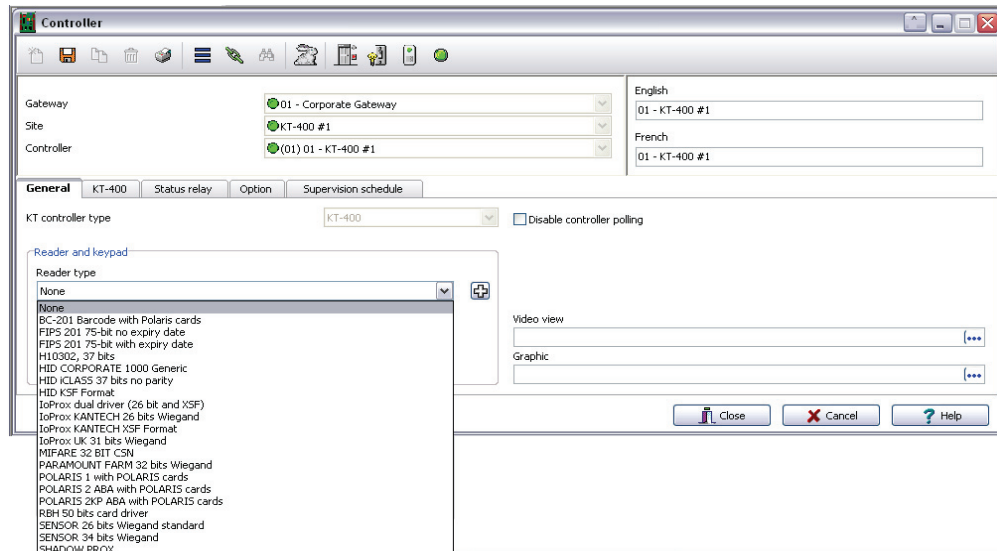 Controller
Gateway
01 - Corporate Gateway
Site
KT-400 #1
Controller
(01) 01 - KT-400 #1
English
01 - KT-400 #1
French
01 - KT-400 #1
General KT-400 Status relay Option Supervision schedule
KT controller type
KT-400
Disable controller polling
Reader and keypad
Reader type
None
None
BC-201 Barcode with Polaris cards
FIPS 201 75-bit no expiry date
FIPS 201 75-bit with expiry date
H10302, 37 bits
HID CORPORATE 1000 Generic
HID iCLASS 37 bits no parity
HID KSF Format
IoProx dual driver (26 bit and XSF)
IoProx KANTECH 26 bits Wiegand
IoProx KANTECH XSF Format
IoProx UK 31 bits Wiegand
MIFARE 32 BIT CSN
PARAMOUNT FARM 32 bits Wiegand
POLARIS 1 with POLARIS cards
POLARIS 2 ABA with POLARIS cards
POLARIS 2KP ABA with POLARIS cards
RBH 50 bits card driver
SENSOR 26 bits Wiegand standard
SENSOR 34 bits Wiegand
SHADOW PROX
Video view
Graphic
Close Cancel Help